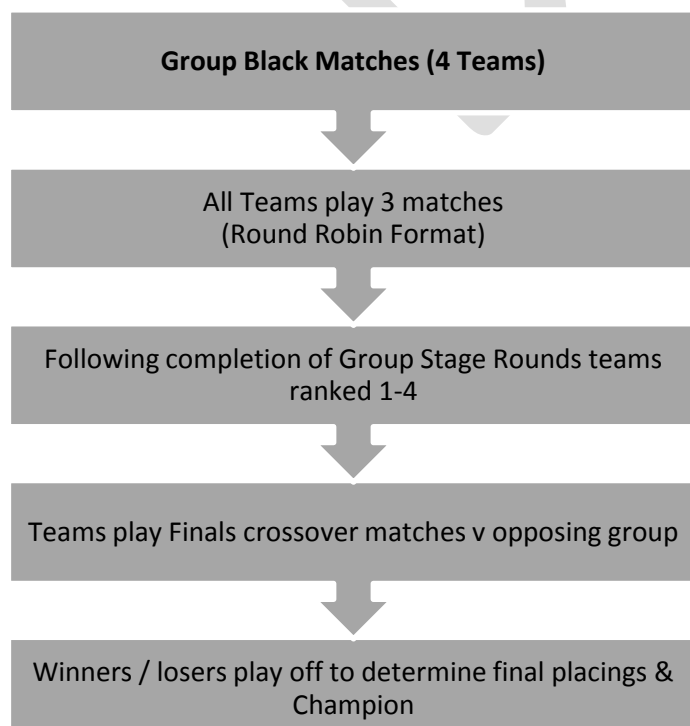 Group Black Matches (4 Teams)
All Teams play 3 matches
(Round Robin Format)
Following completion of Group Stage Rounds teams
ranked 1-4
Teams play Finals crossover matches v opposing group
Winners / losers play off to determine final placings &
Champion